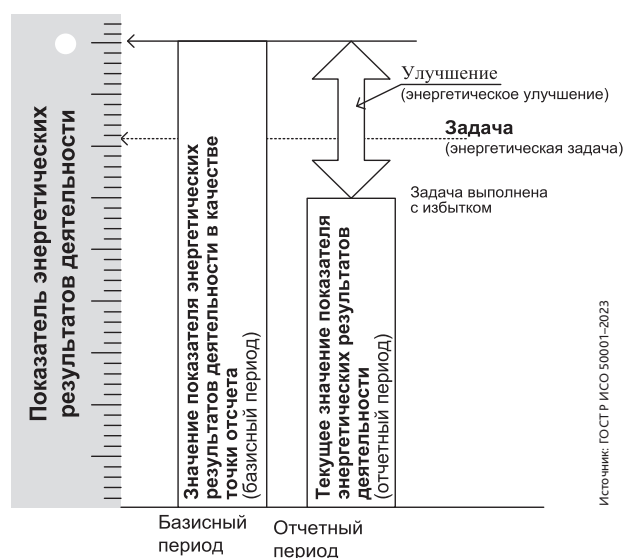 Показатель энергетических
результатов деятельности
Значение показателя энергетических
результатов деятельности в качестве
точки отсчета
(базисный период)
Текущее значение показателя
энергетических результатов
деятельности
(отчетный период)
Улучшение
(энергетическое улучшение)
Задача
(энергетическая задача)
Задача выполнена
с избытком
Базисный
период
Отчетный
период
Источник: ГОСТ Р ИСО 50001–2023